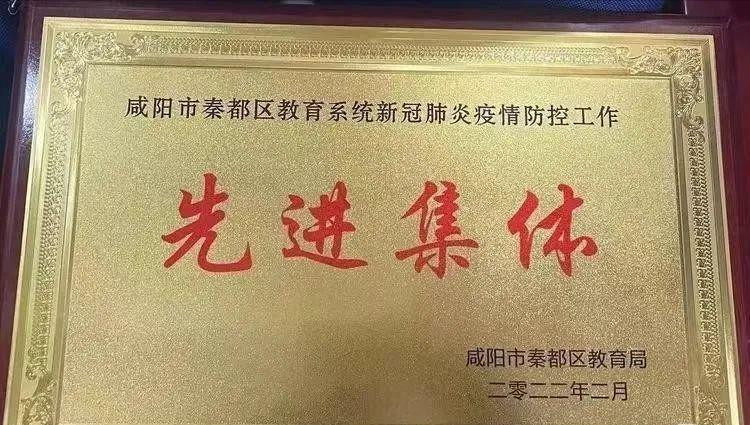 咸阳市秦都区教育系统新冠肺炎疫情防控工作
先进集体
咸阳市秦都区教育局
二零二二年二月